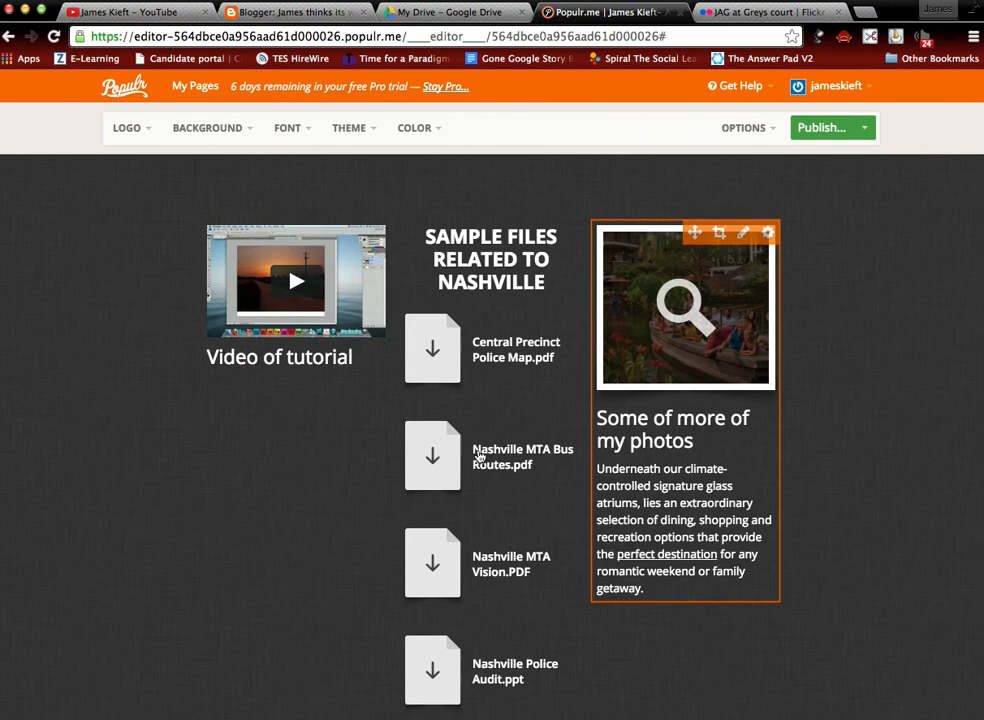 James Kieft - YouTube
Blogger: James thinks its
My Drive - Google Drive
Populr.me | James Kieft- A
JAG at Greys court | Flickr
James
https://editor-564dbce0a956aad61d000026.populr.me/___editor___/564dbce0a956aad61d000026#
24
Apps
E-Learning
Candidate portal | C
TES HireWire
Time for a Paradigm
Gone Google Story B
Spiral The Social Lea
The Answer Pad V2
Other Bookmarks
Populr
My Pages
6 days remaining in your free Pro trial — Stay Pro...
Get Help
jameskieft
LOGO
BACKGROUND
FONT
THEME
COLOR
OPTIONS
Publish...
Video of tutorial
SAMPLE FILES
RELATED TO
NASHVILLE
Central Precinct
Police Map.pdf
Nashville MTA Bus
Routes.pdf
Nashville MTA
Vision.PDF
Nashville Police
Audit.ppt
Some of more of
my photos
Underneath our climate-
controlled signature glass
atriums, lies an extraordinary
selection of dining, shopping and
recreation options that provide
the perfect destination for any
romantic weekend or family
getaway.